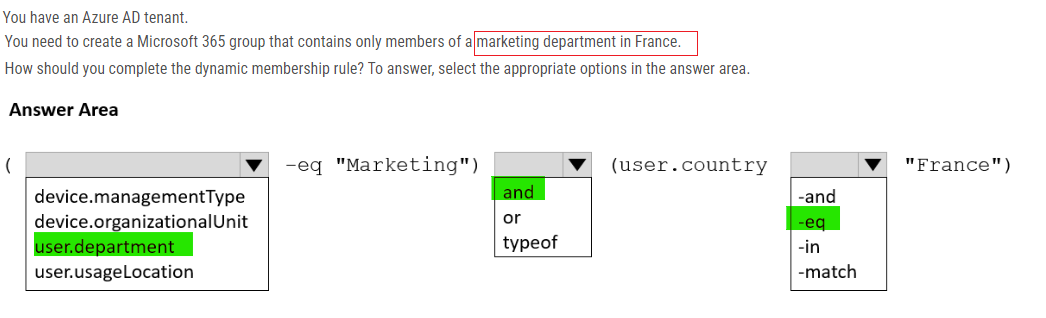 You have an Azure AD tenant.
You need to create a Microsoft 365 group that contains only members of a marketing department in France.
How should you complete the dynamic membership rule? To answer, select the appropriate options in the answer area.
Answer Area
( -eq "Marketing") (user.country "France")
device.managementType
device.organizationalUnit
user.department
user.usageLocation
and
or
typeof
-and
-eq
-in
-match